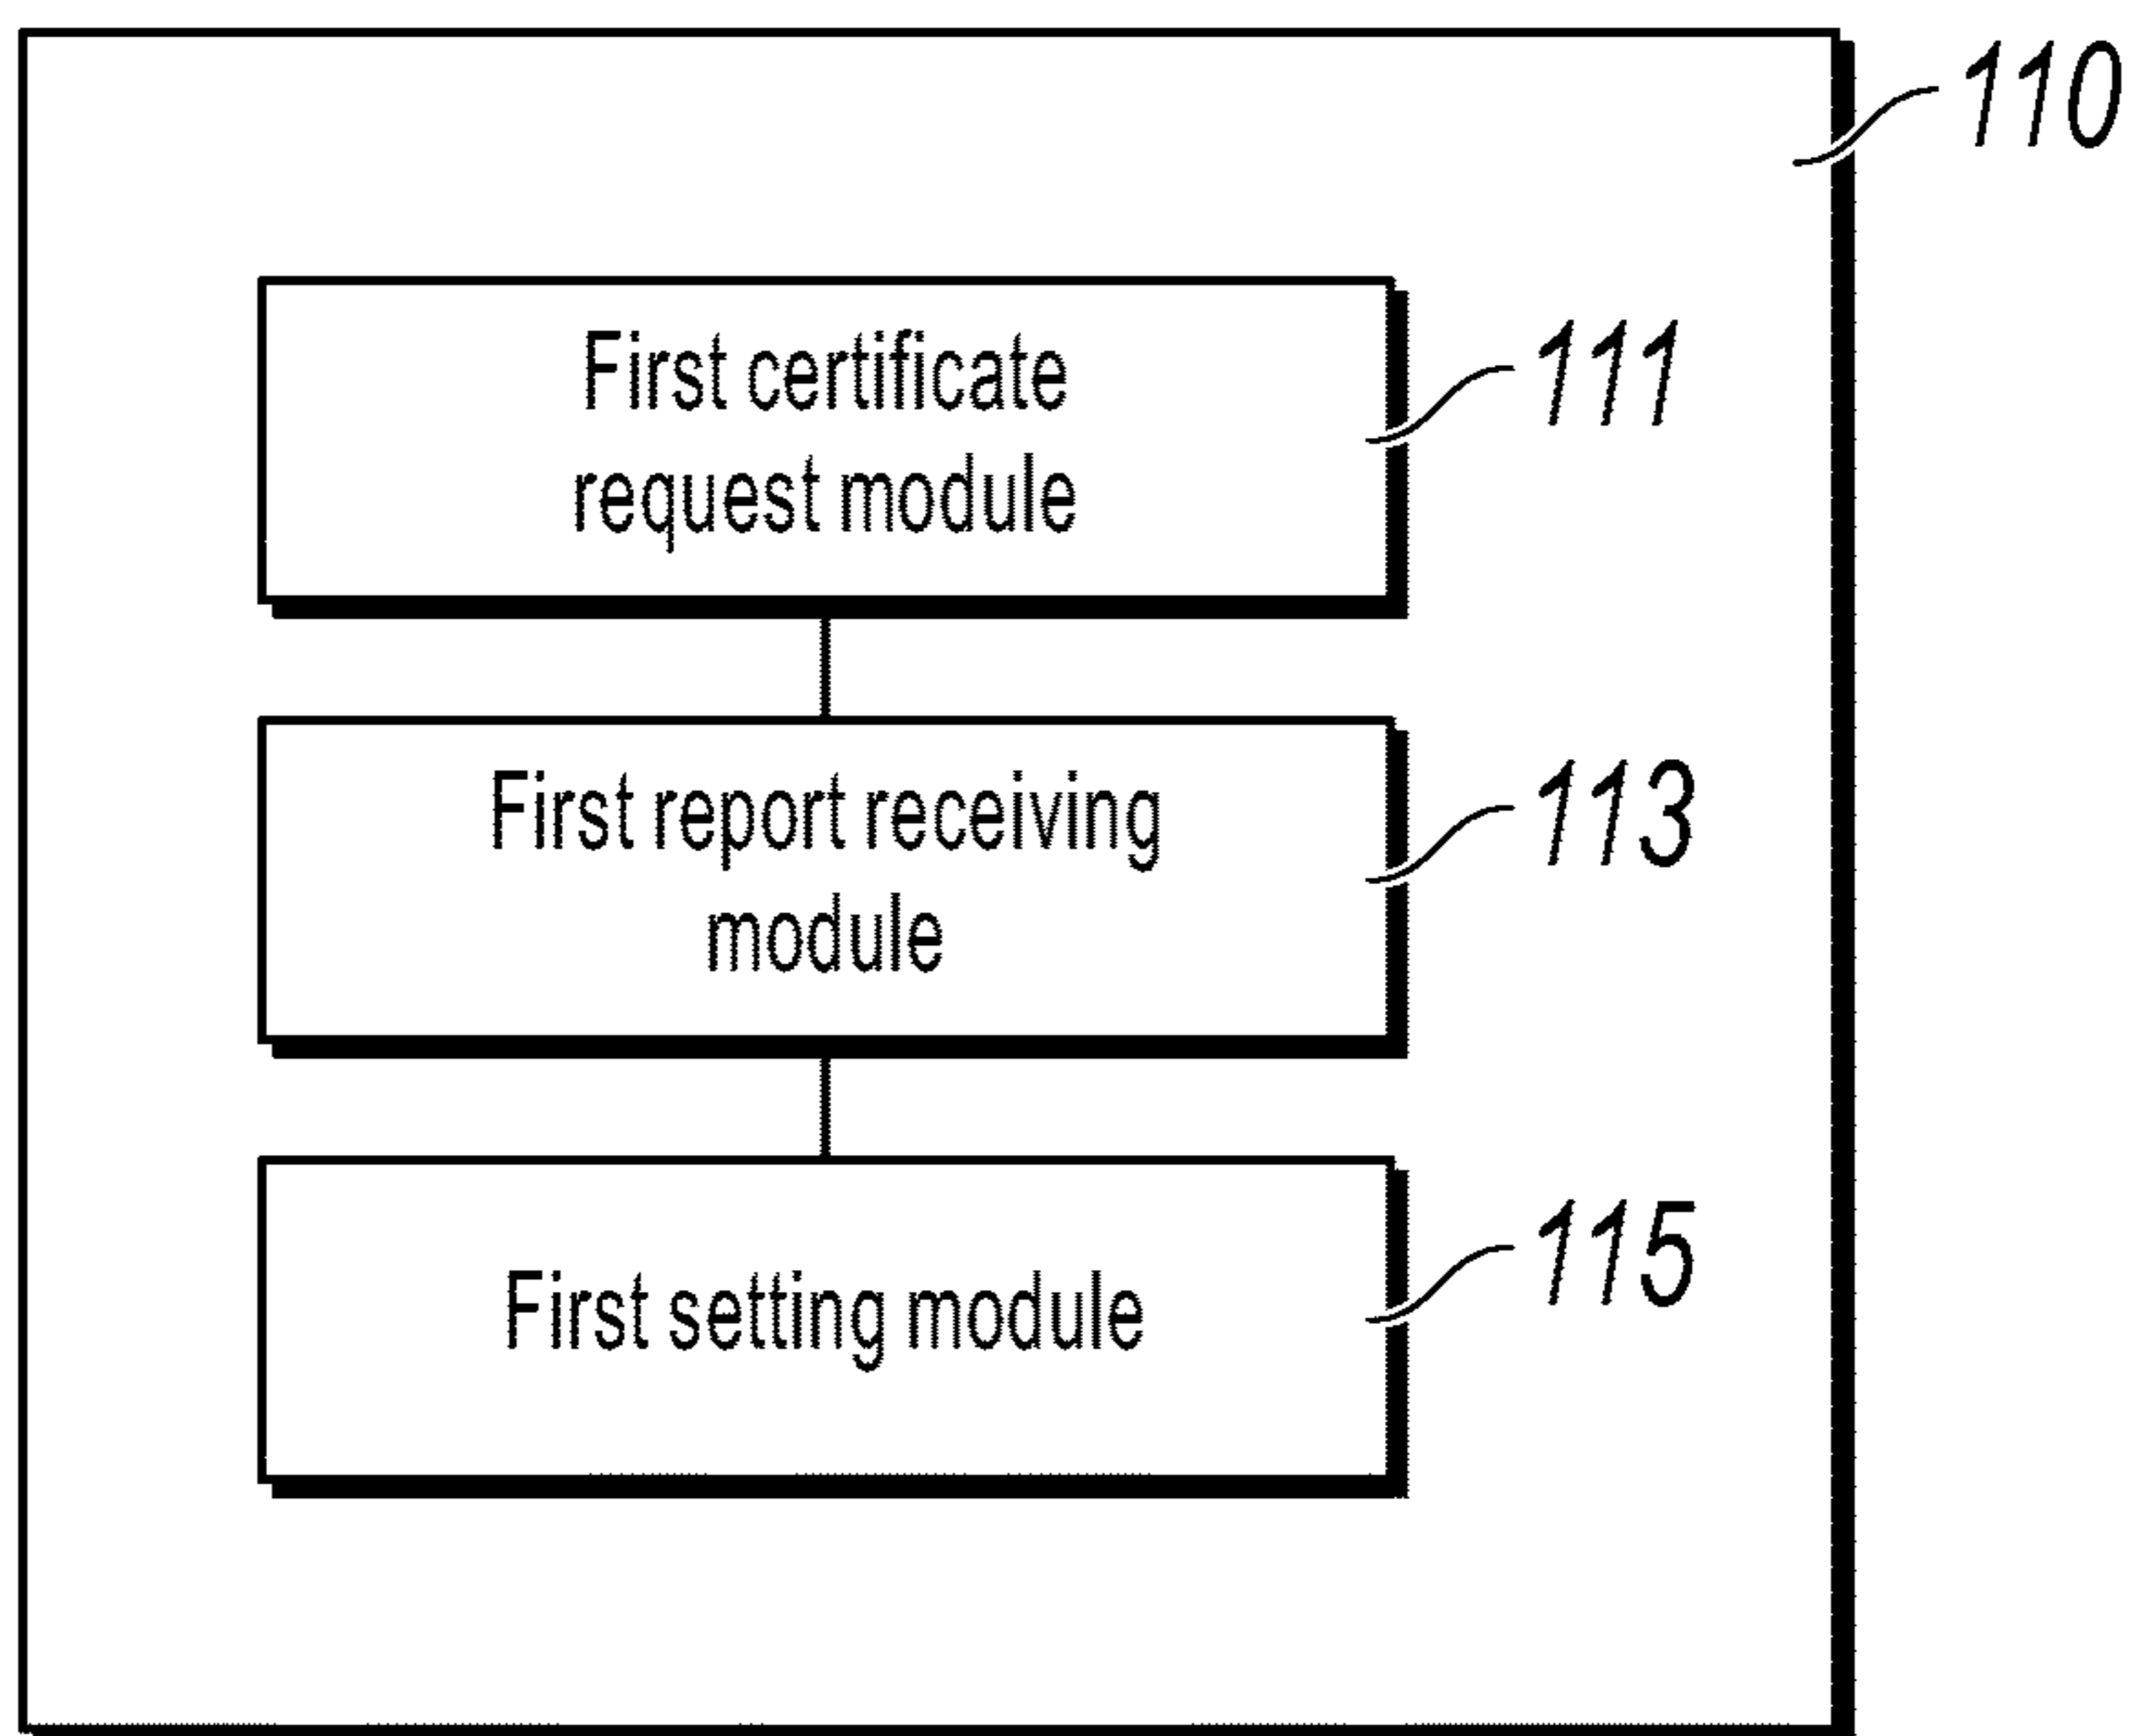 110
First certificate
request module
111
First report receiving
module
113
First setting module
115